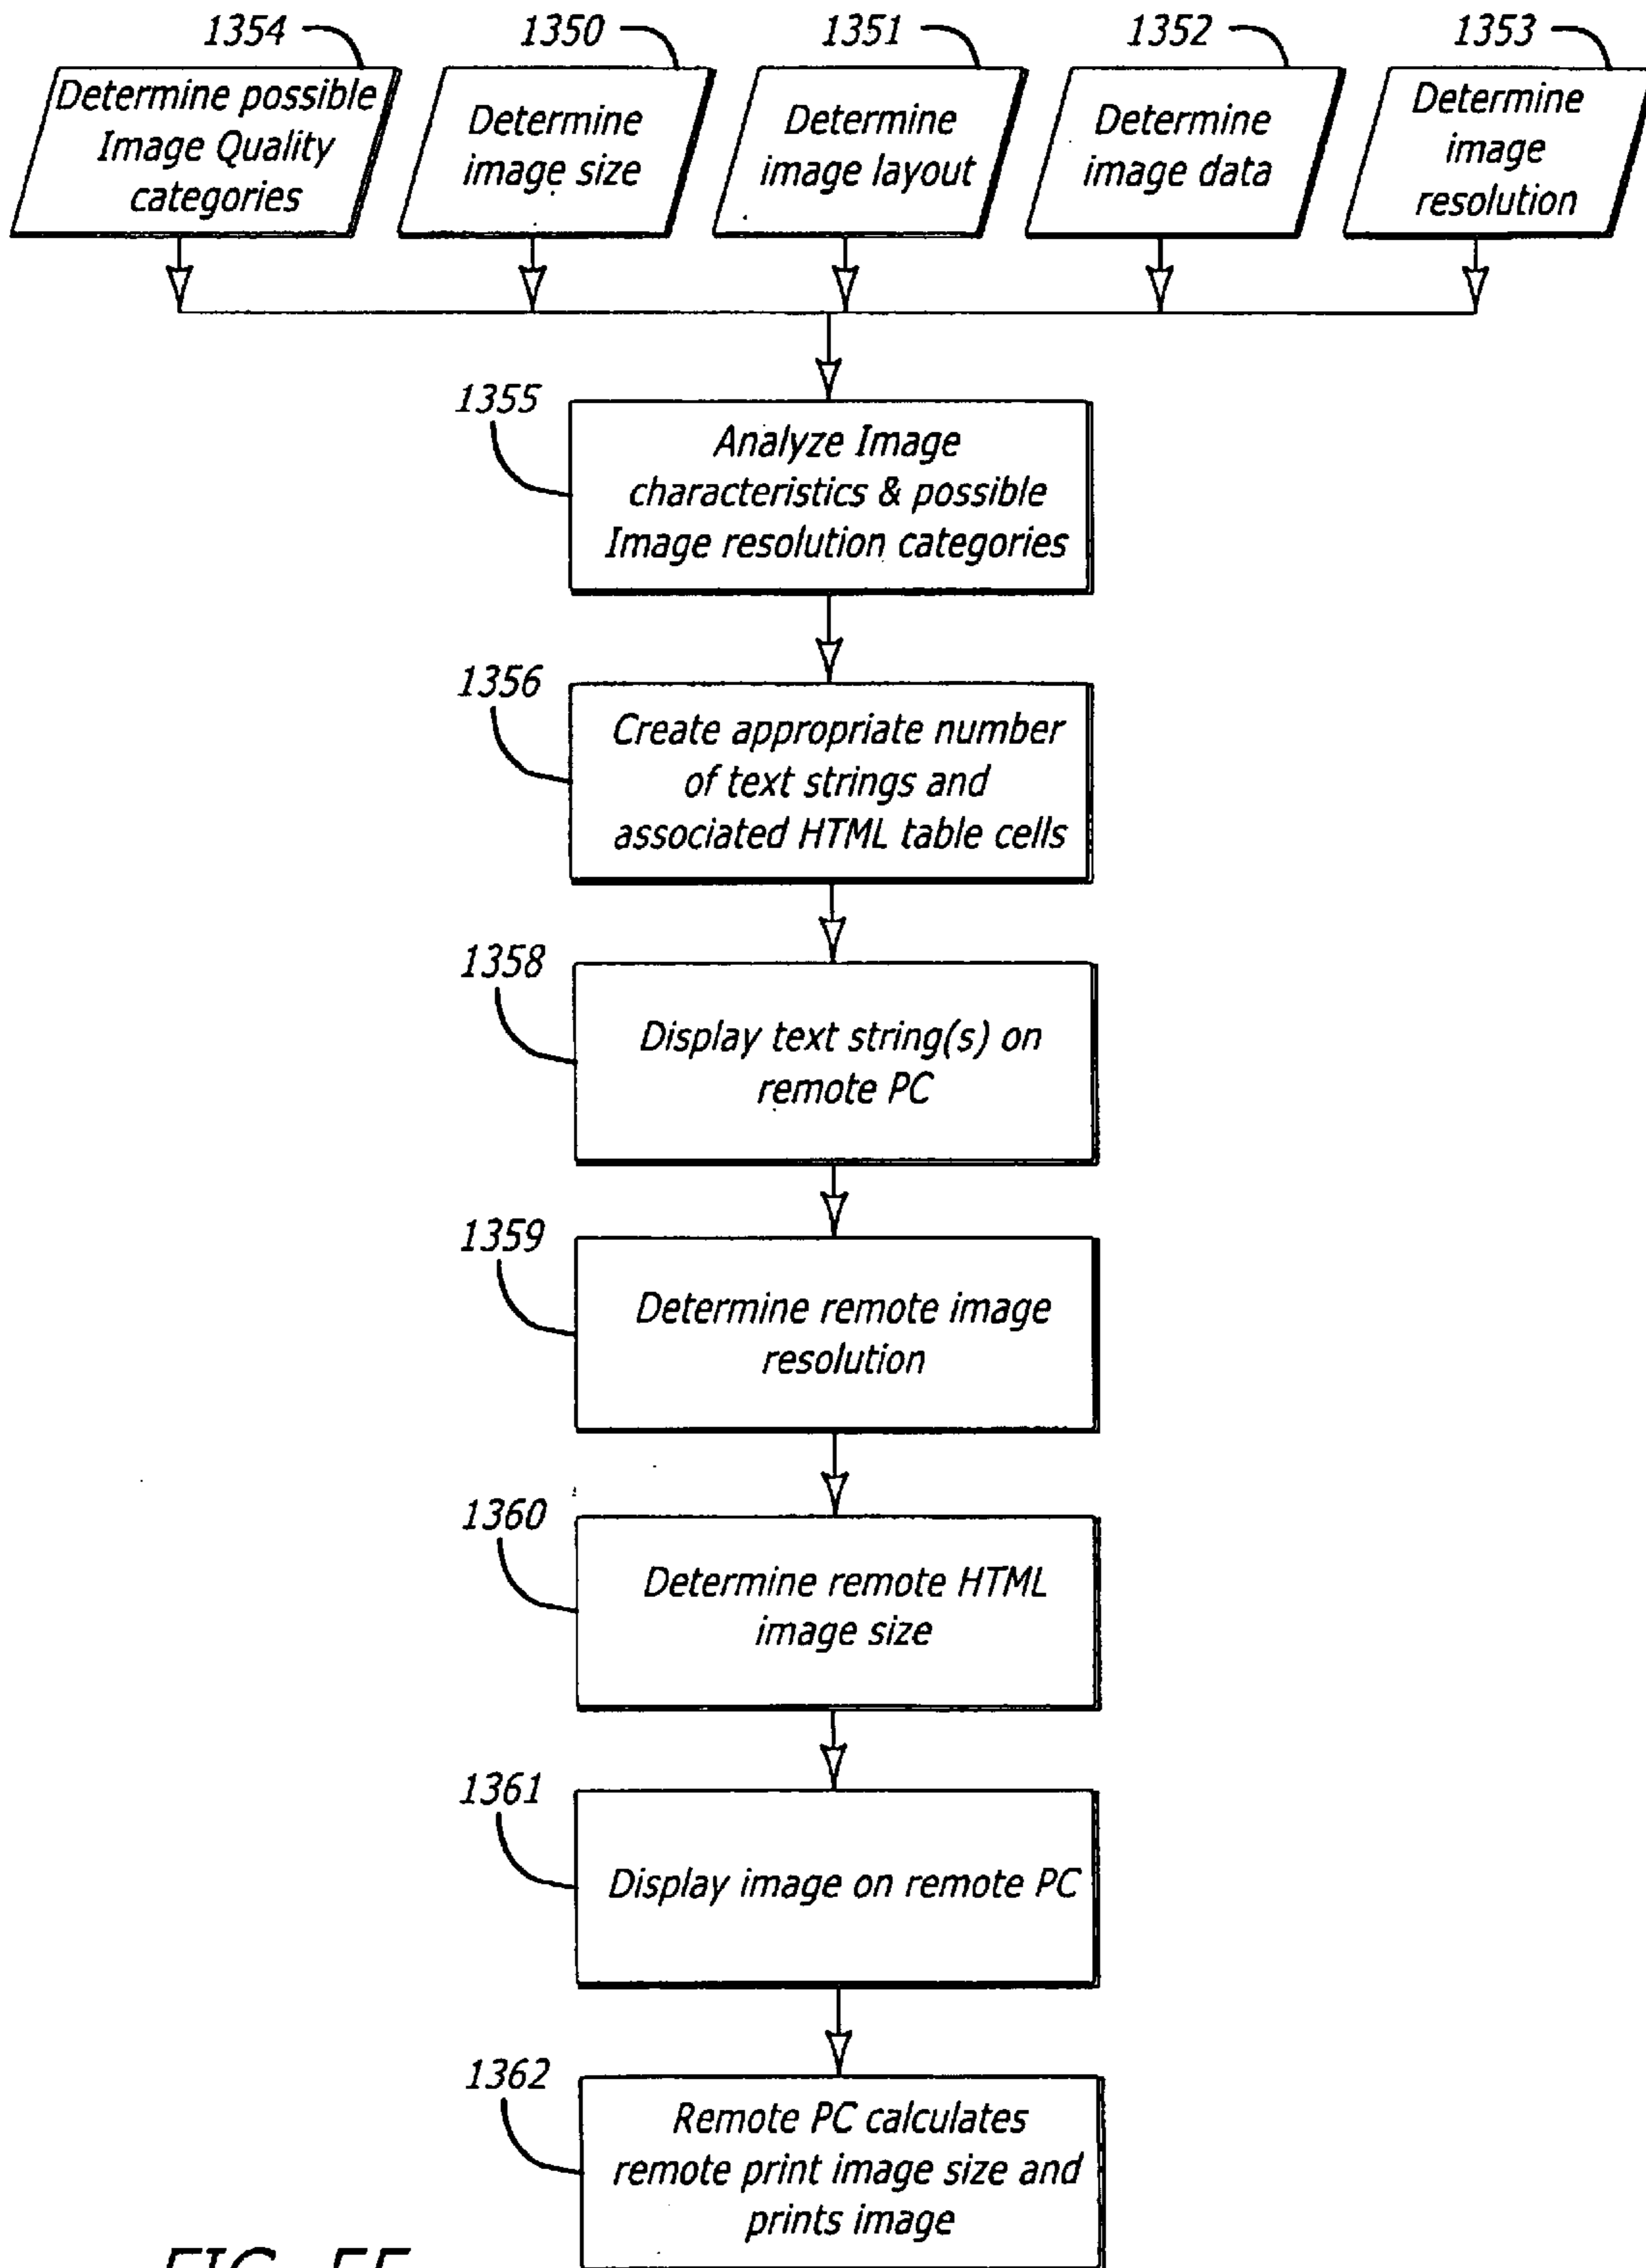 1354
1350
1351
1352
1353
Determine possible
Image Quality
categories
Determine
image size
Determine
image layout
Determine
image data
Determine
image
resolution
1355
Analyze Image
characteristics & possible
Image resolution categories
1356
Create appropriate number
of text strings and
associated HTML table cells
1358
Display text string(s) on
remote PC
1359
Determine remote image
resolution
1360
Determine remote HTML
image size
1361
Display image on remote PC
1362
Remote PC calculates
remote print image size and
prints image